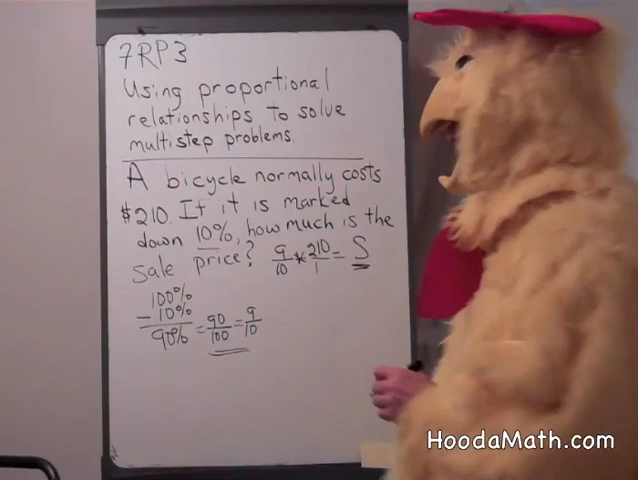 7RP3
Using proportional
relationships to solve
multistep problems.
A bicycle normally costs
$210. If it is marked
down 10%, how much is the
sale price? 9/10 * 210/1 = S
100%
- 10%
90% = 90/100 = 9/10
HoodaMath.com